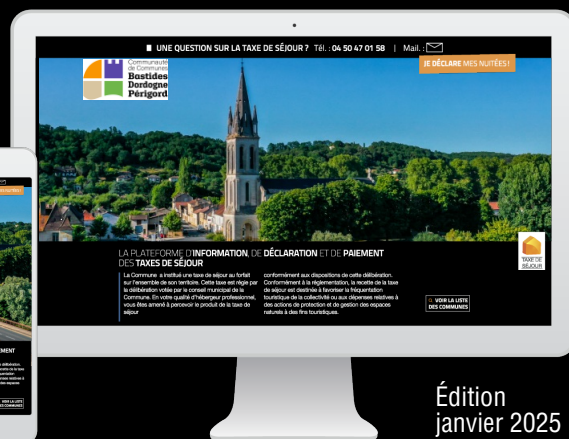 UNE QUESTION SUR LA TAXE DE SÉJOUR ? Tél. : 04 50 47 01 58 | Mail. :
JE DÉCLARE MES NUITÉES !
Communauté
de Communes
Bastides
Dordogne
Périgord
LA PLATEFORME D'INFORMATION, DE DÉCLARATION ET DE PAIEMENT
DES TAXES DE SÉJOUR
La Commune a institué une taxe de séjour au forfait
sur l'ensemble de son territoire. Cette taxe est régie par
la délibération votée par le conseil municipal de la
Commune. En votre qualité d'hébergeur professionnel,
vous êtes amené à percevoir le produit de la taxe de
séjour
conformément aux dispositions de cette délibération.
Conformément à la réglementation, la recette de la taxe
de séjour est destinée à favoriser la fréquentation
touristique de la collectivité ou aux dépenses relatives à
des actions de protection et de gestion des espaces
naturels à des fins touristiques.
TAXE DE
SÉJOUR
VOIR LA LISTE
DES COMMUNES
VOIR LA LISTE
DES COMMUNES
Édition
janvier 2025